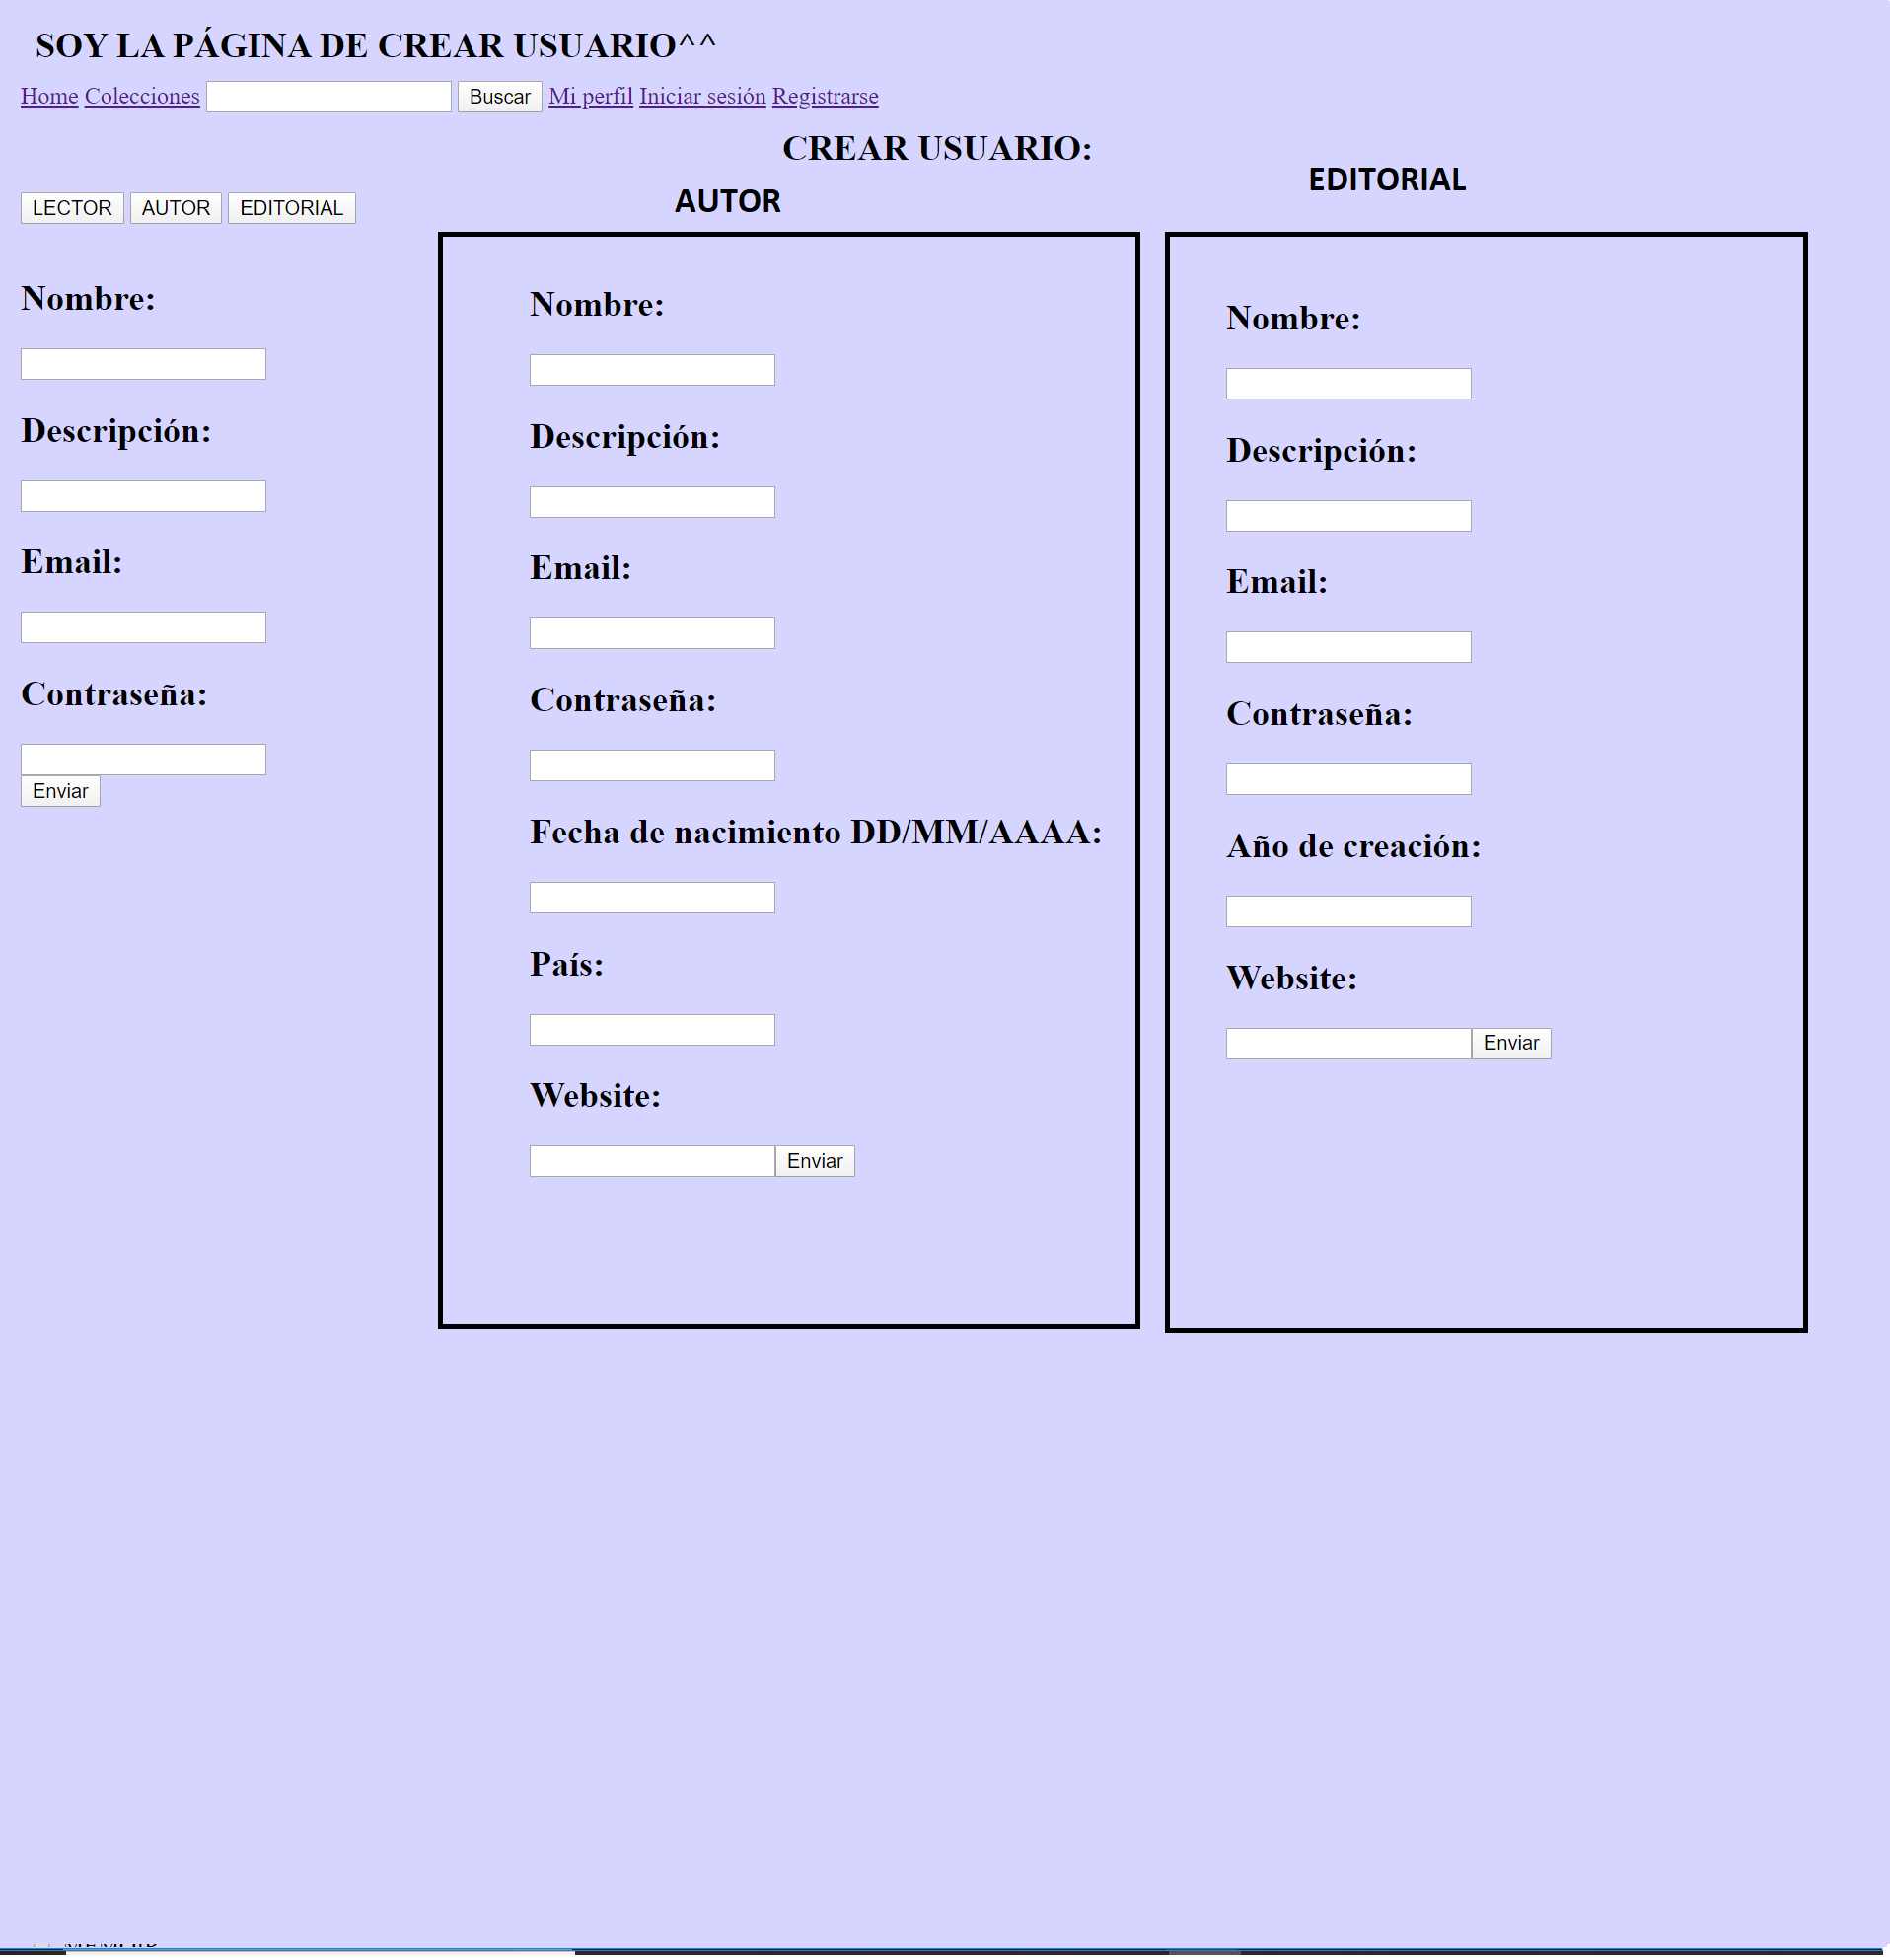 SOY LA PÁGINA DE CREAR USUARIO^^
Home Colecciones Buscar Mi perfil Iniciar sesión Registrarse
CREAR USUARIO:
LECTOR AUTOR EDITORIAL
Nombre:
Descripción:
Email:
Contraseña:
Enviar
AUTOR
Nombre:
Descripción:
Email:
Contraseña:
Fecha de nacimiento DD/MM/AAAA:
País:
Website:
Enviar
EDITORIAL
Nombre:
Descripción:
Email:
Contraseña:
Año de creación:
Website:
Enviar